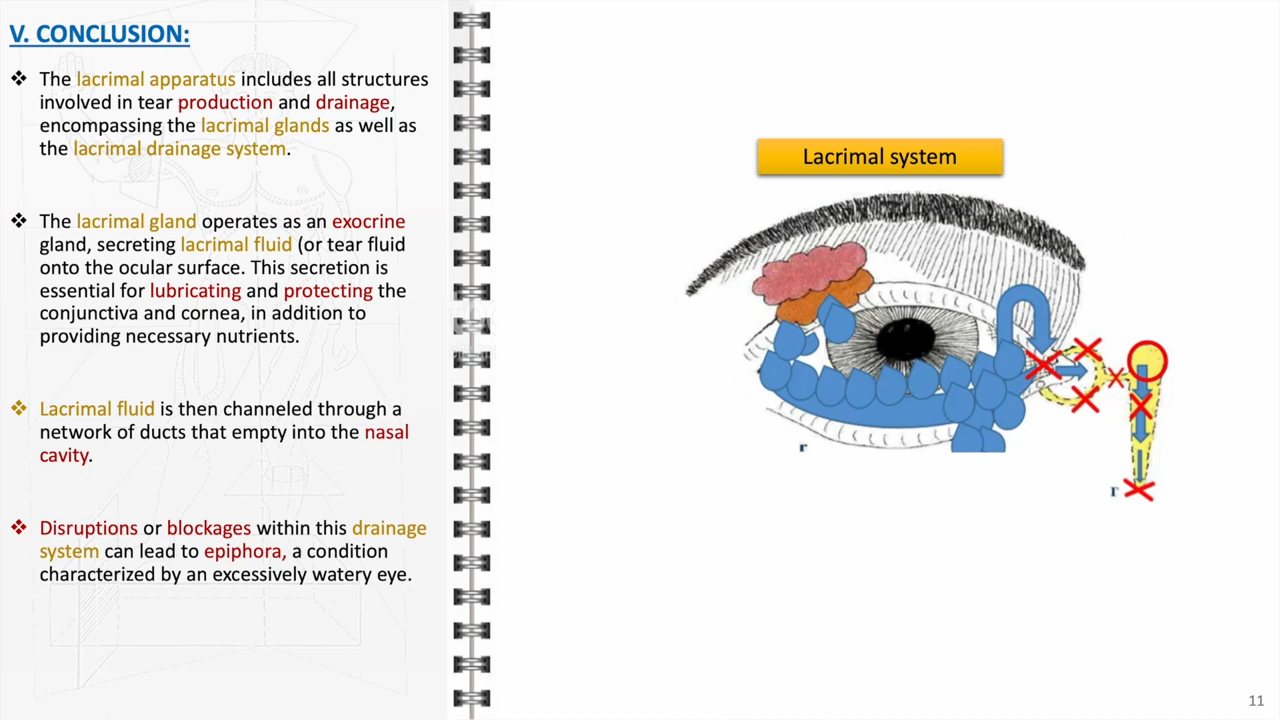 V. CONCLUSION:
❖ The lacrimal apparatus includes all structures
involved in tear production and drainage,
encompassing the lacrimal glands as well as
the lacrimal drainage system.
❖ The lacrimal gland operates as an exocrine
gland, secreting lacrimal fluid (or tear fluid
onto the ocular surface. This secretion is
essential for lubricating and protecting the
conjunctiva and cornea, in addition to
providing necessary nutrients.
❖ Lacrimal fluid is then channeled through a
network of ducts that empty into the nasal
cavity.
❖ Disruptions or blockages within this drainage
system can lead to epiphora, a condition
characterized by an excessively watery eye.
Lacrimal system
r
r
11